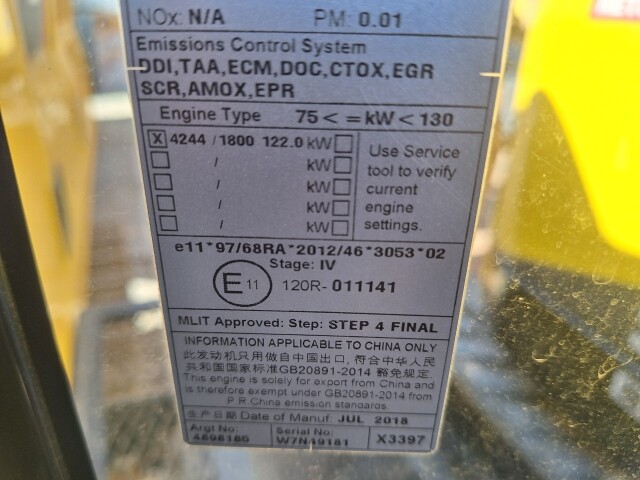 NOx: N/A PM: 0.01
Emissions Control System
DDI,TAA,ECM,DOC,CTOX,EGR
SCR,AMOX,EPR
Engine Type 75 < = kW < 130
X 4244 / 1800 122.0 kW
/ kW
/ kW
/ kW
/ kW
Use Service
tool to verify
current
engine
settings.
e11*97/68RA*2012/46*3053*02
Stage: IV
E11 120R- 011141
MLIT Approved: Step: STEP 4 FINAL
INFORMATION APPLICABLE TO CHINA ONLY
此发动机只用做自中国出口, 符合中华人民
共和国国家标准GB20891-2014 豁免规定.
This engine is solely for export from China and
is therefore exempt under GB20891-2014 from
P.R.China emission standards.
生产日期 Date of Manuf: JUL 2018
Argt No: Serial No:
W7N49181 X3397